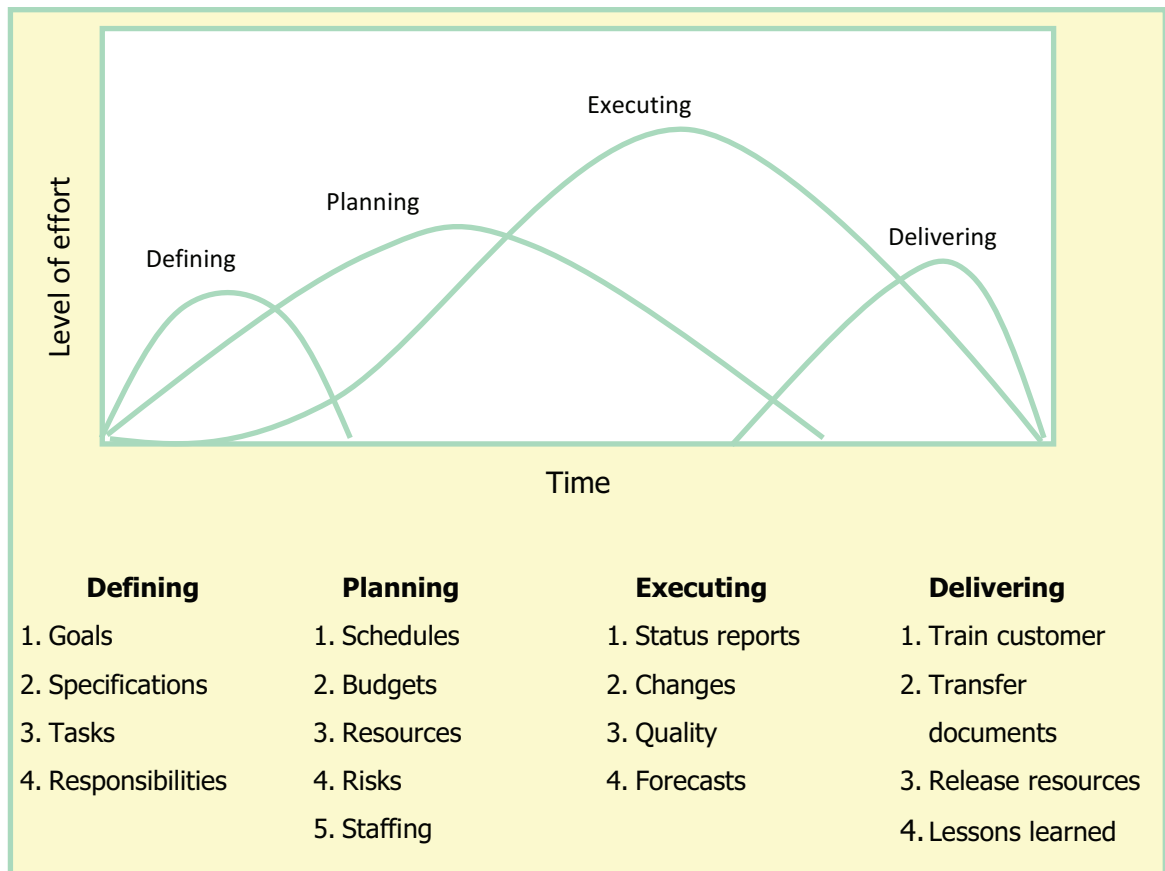 Executing
Planning
Delivering
Defining
Level of effort
Time
Defining
1. Goals
2. Specifications
3. Tasks
4. Responsibilities
Planning
1. Schedules
2. Budgets
3. Resources
4. Risks
5. Staffing
Executing
1. Status reports
2. Changes
3. Quality
4. Forecasts
Delivering
1. Train customer
2. Transfer
documents
3. Release resources
4. Lessons learned